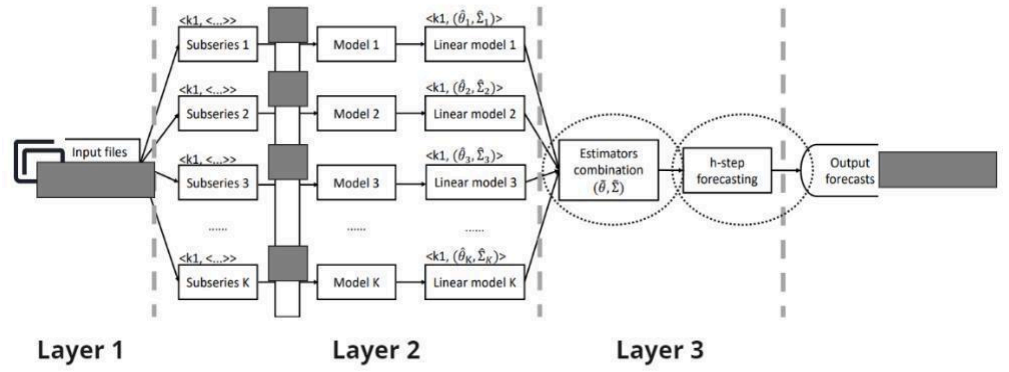 <k1, <...>>
Subseries 1
Model 1
<k1, (θ̂₁, Σ̂₁)>
Linear model 1
<k1, <...>>
Subseries 2
Model 2
<k1, (θ̂₂, Σ̂₂)>
Linear model 2
Input files
<k1, <...>>
Subseries 3
Model 3
<k1, (θ̂₃, Σ̂₃)>
Linear model 3
......
......
......
<k1, <...>>
Subseries K
Model K
<k1, (θ̂K, Σ̂K)>
Linear model K
Estimators
combination
(θ̃, Σ̃)
h-step
forecasting
Output
forecasts
Layer 1
Layer 2
Layer 3